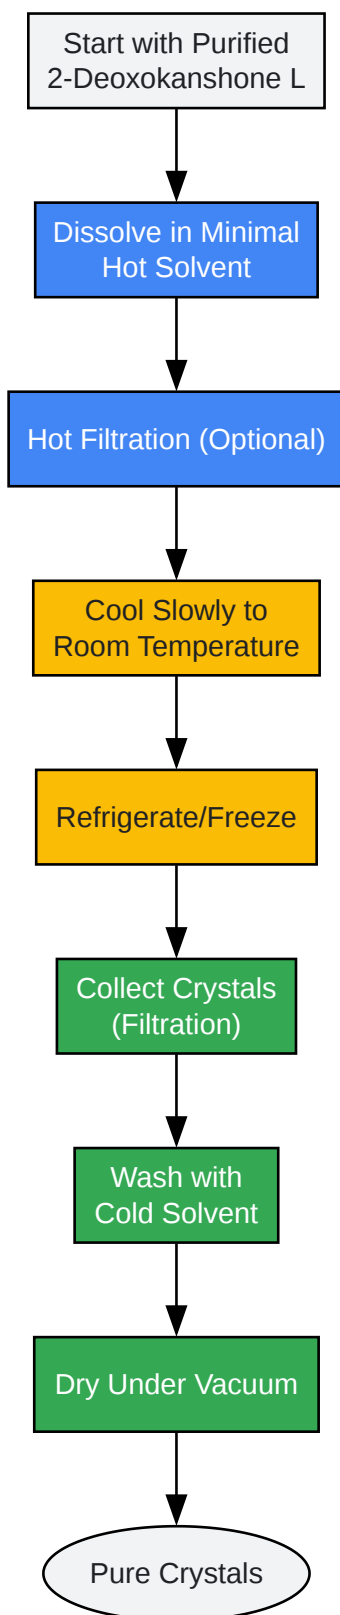 Start with Purified
2-Deoxokanshone L
Dissolve in Minimal
Hot Solvent
Hot Filtration (Optional)
Cool Slowly to
Room Temperature
Refrigerate/Freeze
Collect Crystals
(Filtration)
Wash with
Cold Solvent
Dry Under Vacuum
Pure Crystals